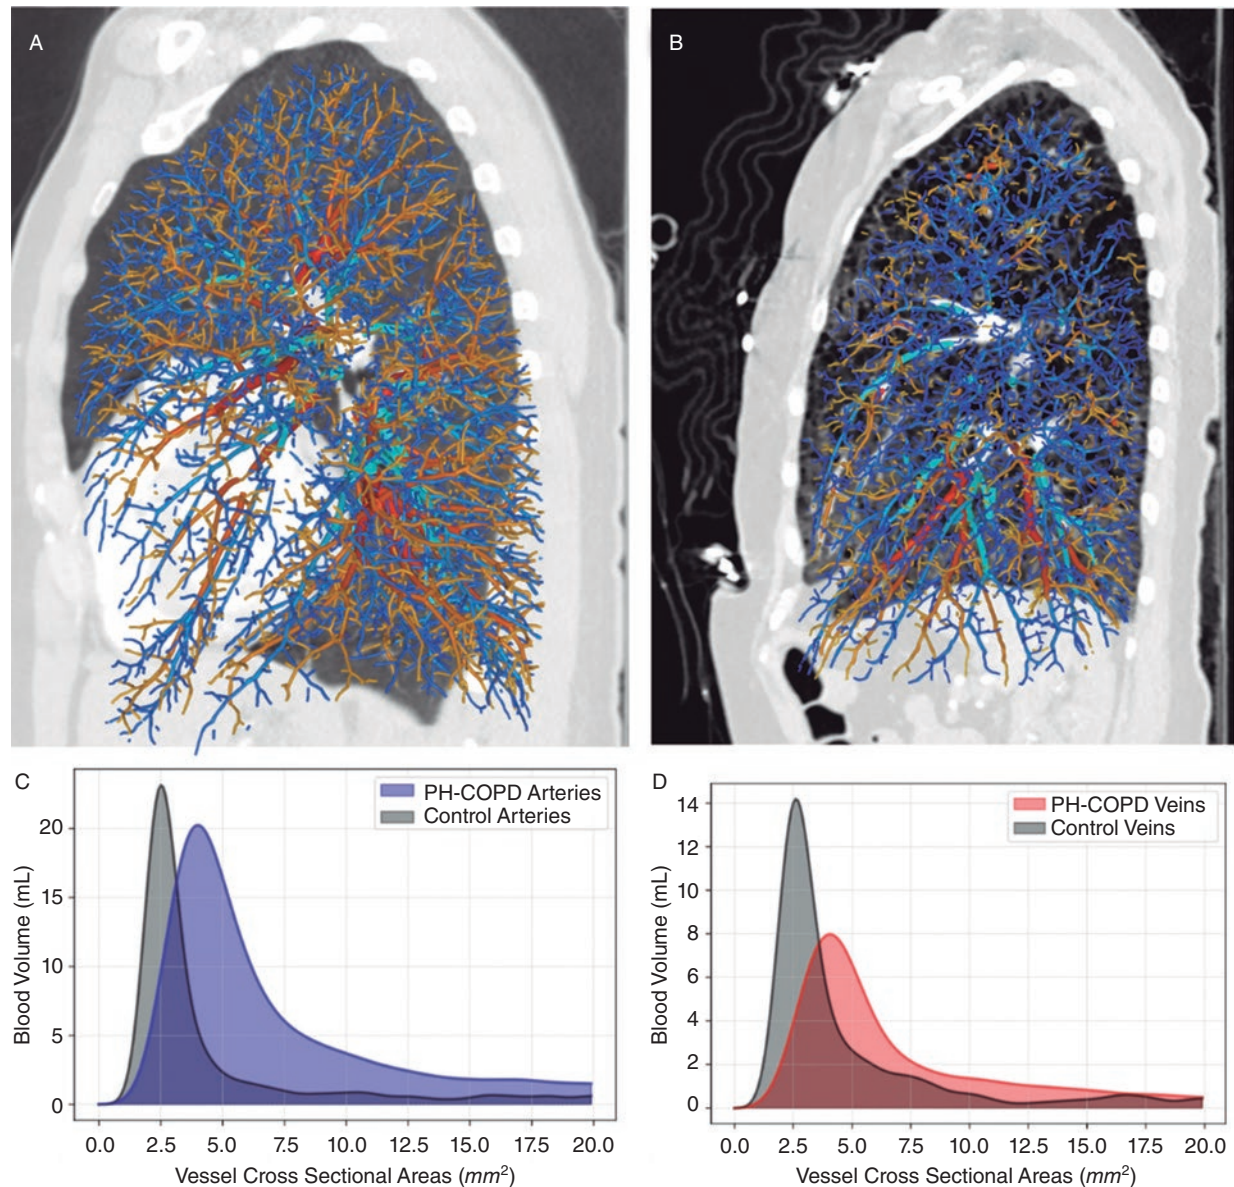 A
B
C
PH-COPD Arteries
Control Arteries
20
15
10
5
0
Blood Volume (mL)
0.0 2.5 5.0 7.5 10.0 12.5 15.0 17.5 20.0
Vessel Cross Sectional Areas (mm²)
D
PH-COPD Veins
Control Veins
14
12
10
8
6
4
2
0
Blood Volume (mL)
0.0 2.5 5.0 7.5 10.0 12.5 15.0 17.5 20.0
Vessel Cross Sectional Areas (mm²)